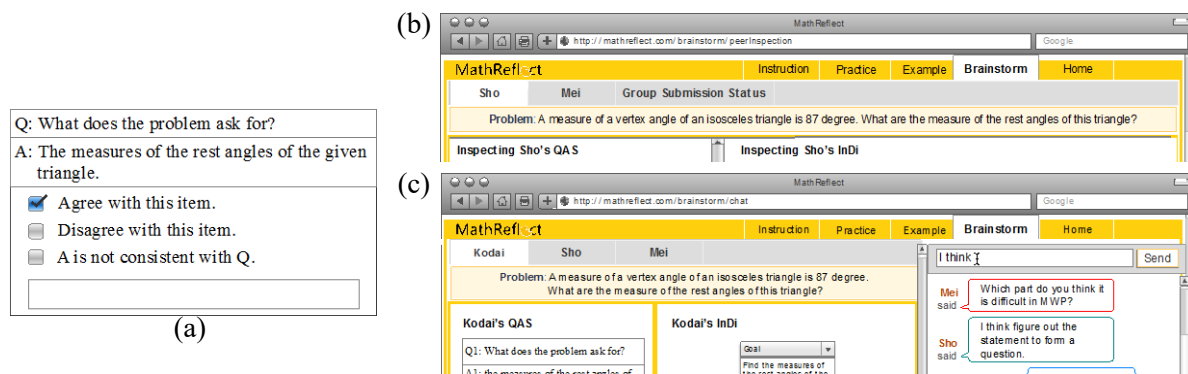 Q: What does the problem ask for?
A: The measures of the rest angles of the given
triangle.
Agree with this item.
Disagree with this item.
A is not consistent with Q.
(a)
(b)
MathReflect
http://mathreflect.com/brainstorm/peerInspection
Google
MathReflect
Instruction
Practice
Example
Brainstorm
Home
Sho
Mei
Group Submission Status
Problem: A measure of a vertex angle of an isosceles triangle is 87 degree. What are the measure of the rest angles of this triangle?
Inspecting Sho's QAS
Inspecting Sho's InDi
(c)
MathReflect
http://mathreflect.com/brainstorm/chat
Google
MathReflect
Instruction
Practice
Example
Brainstorm
Home
Kodai
Sho
Mei
Problem: A measure of a vertex angle of an isosceles triangle is 87 degree.
What are the measure of the rest angles of this triangle?
Kodai's QAS
Q1: What does the problem ask for?
A1: the measures of the rest angles of
Kodai's InDi
Goal
Find the measures of
the rest angles of the
I think
Send
Mei
said
Which part do you think it
is difficult in MWP?
Sho
said
I think figure out the
statement to form a
question.